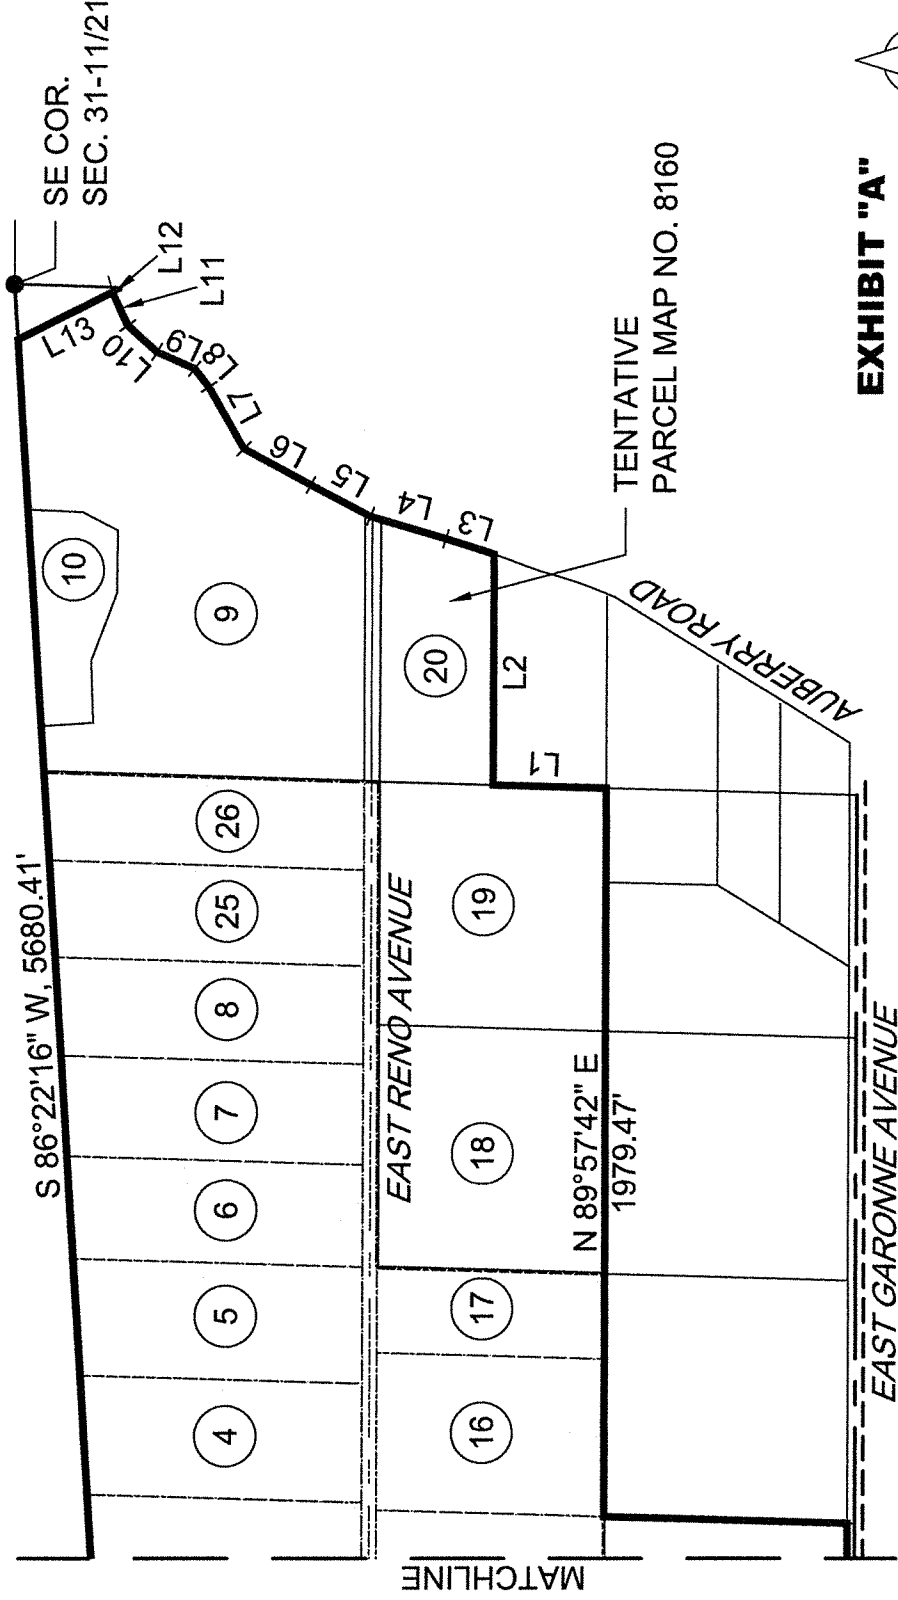 SE COR.
SEC. 31-11/21
S 86°22'16" W, 5680.41'
L13
L12
L11
L10
L9
L8
L7
L6
L5
L4
L3
L2
L1
10
9
26
25
8
7
6
5
4
EAST RENO AVENUE
20
19
18
17
16
TENTATIVE
PARCEL MAP NO. 8160
N 89°57'42" E
1979.47'
AUBERRY ROAD
EAST GARONNE AVENUE
MATCHLINE
EXHIBIT "A"